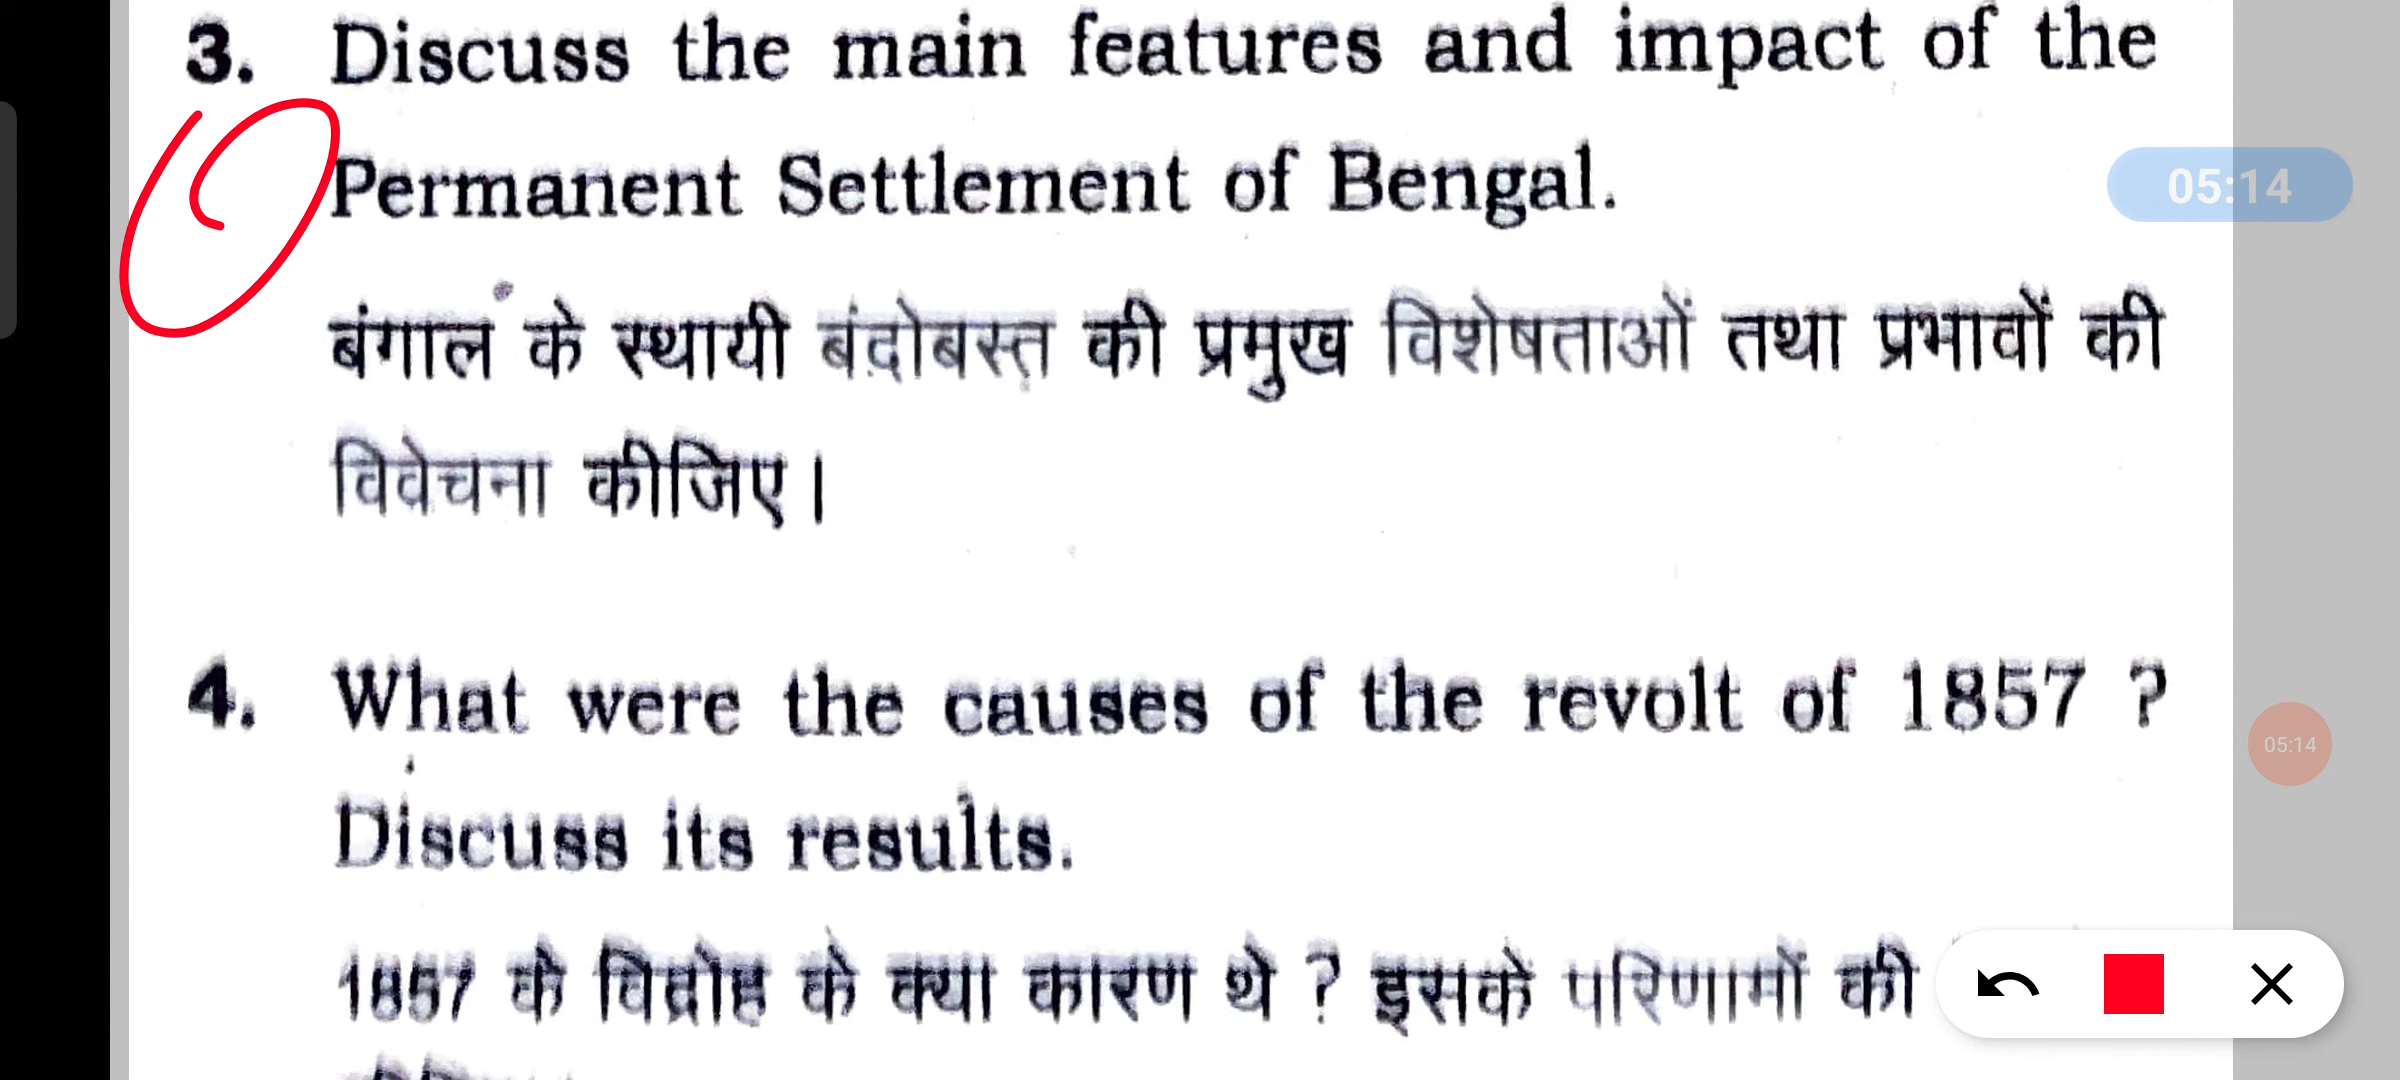 3. Discuss the main features and impact of the
Permanent Settlement of Bengal.
05:14
बंगाल के स्थायी बंदोबस्त की प्रमुख विशेषताओं तथा प्रभावों की
विवेचना कीजिए।
4. What were the causes of the revolt of 1857 ?
05:14
Discuss its results.
1857 के विद्रोह के क्या कारण थे ? इसके परिणामों की